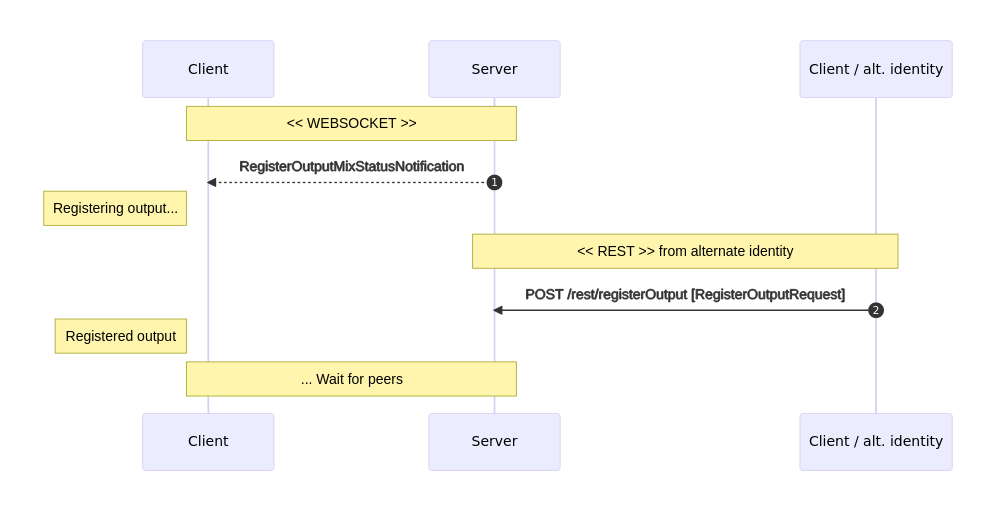 Client
Server
Client / alt. identity
<< WEBSOCKET >>
RegisterOutputMixStatusNotification
1
Registering output...
<< REST >> from alternate identity
POST /rest/registerOutput [RegisterOutputRequest]
2
Registered output
... Wait for peers
Client
Server
Client / alt. identity